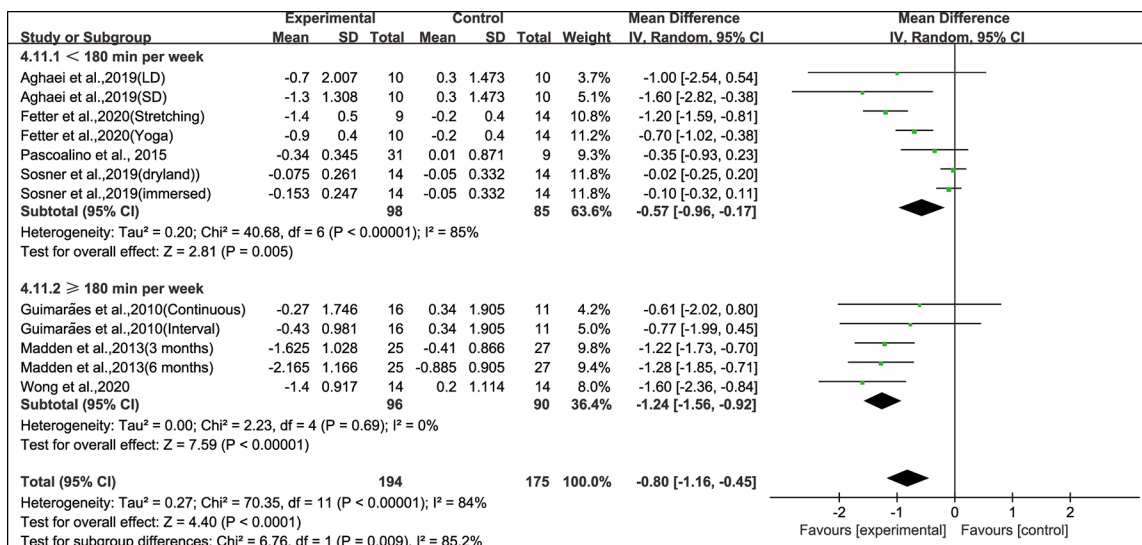 Experimental Control Mean Difference Mean Difference
Study or Subgroup Mean SD Total Mean SD Total Weight IV, Random, 95% CI IV, Random, 95% CI
4.11.1 < 180 min per week
Aghaei et al.,2019(LD) -0.7 2.007 10 0.3 1.473 10 3.7% -1.00 [-2.54, 0.54]
Aghaei et al.,2019(SD) -1.3 1.308 10 0.3 1.473 10 5.1% -1.60 [-2.82, -0.38]
Fetter et al.,2020(Stretching) -1.4 0.5 9 -0.2 0.4 14 10.8% -1.20 [-1.59, -0.81]
Fetter et al.,2020(Yoga) -0.9 0.4 10 -0.2 0.4 14 11.2% -0.70 [-1.02, -0.38]
Pascoalino et al., 2015 -0.34 0.345 31 0.01 0.871 9 9.3% -0.35 [-0.93, 0.23]
Sosner et al.,2019(dryland)) -0.075 0.261 14 -0.05 0.332 14 11.8% -0.02 [-0.25, 0.20]
Sosner et al.,2019(immersed) -0.153 0.247 14 -0.05 0.332 14 11.8% -0.10 [-0.32, 0.11]
Subtotal (95% CI) 98 85 63.6% -0.57 [-0.96, -0.17]
Heterogeneity: Tau² = 0.20; Chi² = 40.68, df = 6 (P < 0.00001); I² = 85%
Test for overall effect: Z = 2.81 (P = 0.005)
4.11.2 ⩾ 180 min per week
Guimarães et al.,2010(Continuous) -0.27 1.746 16 0.34 1.905 11 4.2% -0.61 [-2.02, 0.80]
Guimarães et al.,2010(Interval) -0.43 0.981 16 0.34 1.905 11 5.0% -0.77 [-1.99, 0.45]
Madden et al.,2013(3 months) -1.625 1.028 25 -0.41 0.866 27 9.8% -1.22 [-1.73, -0.70]
Madden et al.,2013(6 months) -2.165 1.166 25 -0.885 0.905 27 9.4% -1.28 [-1.85, -0.71]
Wong et al.,2020 -1.4 0.917 14 0.2 1.114 14 8.0% -1.60 [-2.36, -0.84]
Subtotal (95% CI) 96 90 36.4% -1.24 [-1.56, -0.92]
Heterogeneity: Tau² = 0.00; Chi² = 2.23, df = 4 (P = 0.69); I² = 0%
Test for overall effect: Z = 7.59 (P < 0.00001)
Total (95% CI) 194 175 100.0% -0.80 [-1.16, -0.45]
Heterogeneity: Tau² = 0.27; Chi² = 70.35, df = 11 (P < 0.00001); I² = 84%
Test for overall effect: Z = 4.40 (P < 0.0001)
Test for subgroup differences: Chi² = 6.76, df = 1 (P = 0.009), I² = 85.2%
-2 -1 0 1 2
Favours [experimental] Favours [control]